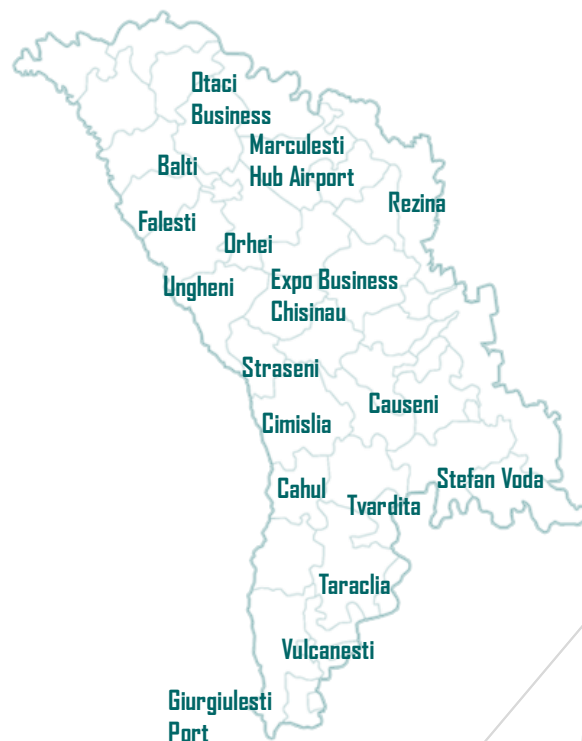 Otaci
Business
Marculesti
Hub Airport
Balti
Rezina
Falesti
Orhei
Ungheni
Expo Business
Chisinau
Straseni
Causeni
Cimislia
Stefan Voda
Cahul
Tvardita
Taraclia
Vulcanesti
Giurgiulesti
Port